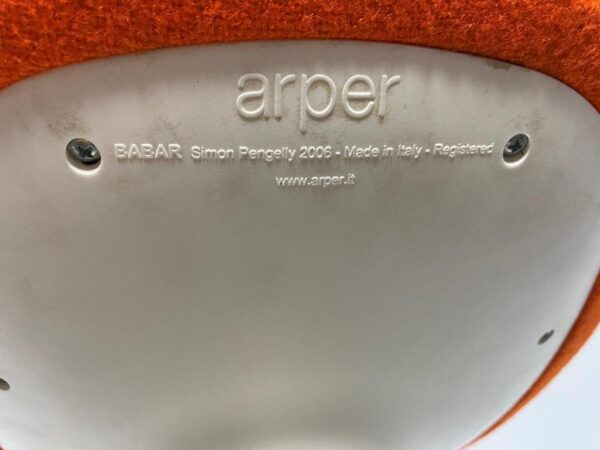 arper
BABAR Simon Pengelly 2006 - Made in Italy - Registered
www.arper.it